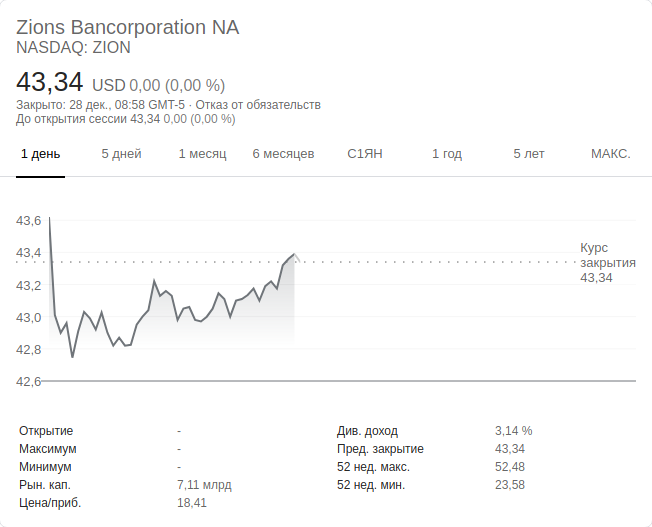 Zions Bancorporation NA
NASDAQ: ZION
43,34 USD 0,00 (0,00 %)
Закрыто: 28 дек., 08:58 GMT-5 · Отказ от обязательств
До открытия сессии 43,34 0,00 (0,00 %)
1 день 5 дней 1 месяц 6 месяцев С1ЯН 1 год 5 лет МАКС.
43,6
43,4
43,2
43,0
42,8
42,6
Курс
закрытия
43,34
Открытие - Див. доход 3,14 %
Максимум - Пред. закрытие 43,34
Минимум - 52 нед. макс. 52,48
Рын. кап. 7,11 млрд 52 нед. мин. 23,58
Цена/приб. 18,41